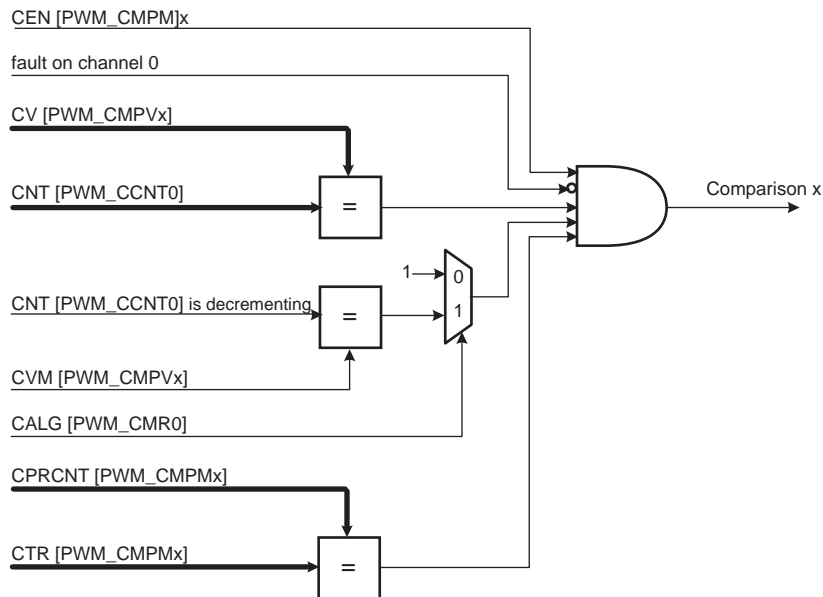 CEN [PWM_CMPM]x
fault on channel 0
CV [PWM_CMPVx]
CNT [PWM_CCNT0]
=
Comparison x
1
0
CNT [PWM_CCNT0] is decrementing
=
1
CVM [PWM_CMPVx]
CALG [PWM_CMR0]
CPRCNT [PWM_CMPMx]
CTR [PWM_CMPMx]
=